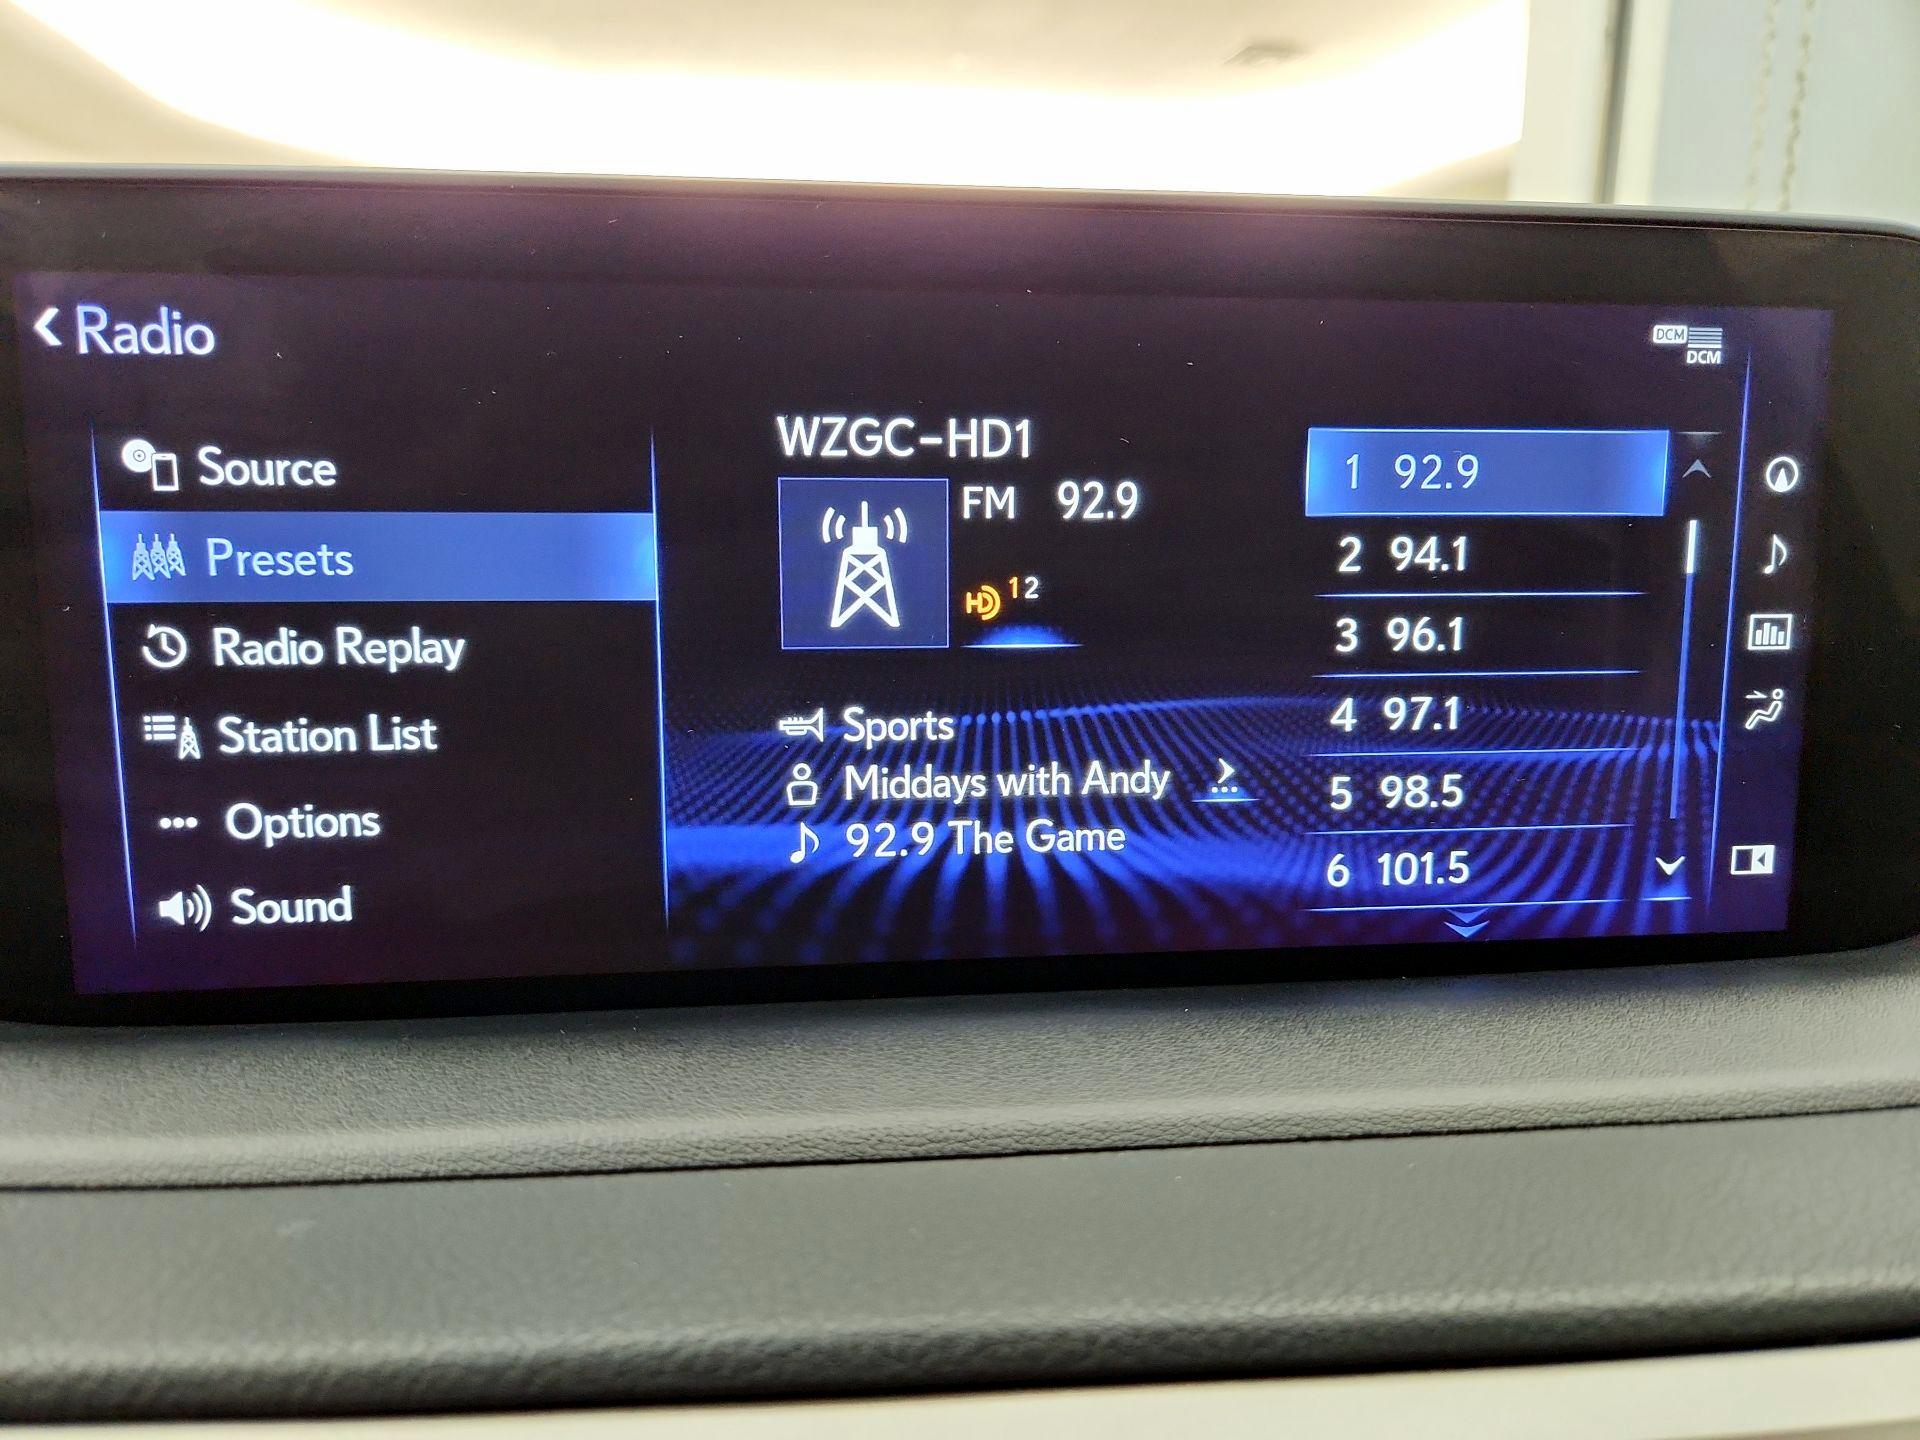 Radio
DCM
DCM
Source
Presets
Radio Replay
Station List
Options
Sound
WZGC-HD1
FM 92.9
HD 1 2
Sports
Middays with Andy
92.9 The Game
1 92.9
2 94.1
3 96.1
4 97.1
5 98.5
6 101.5